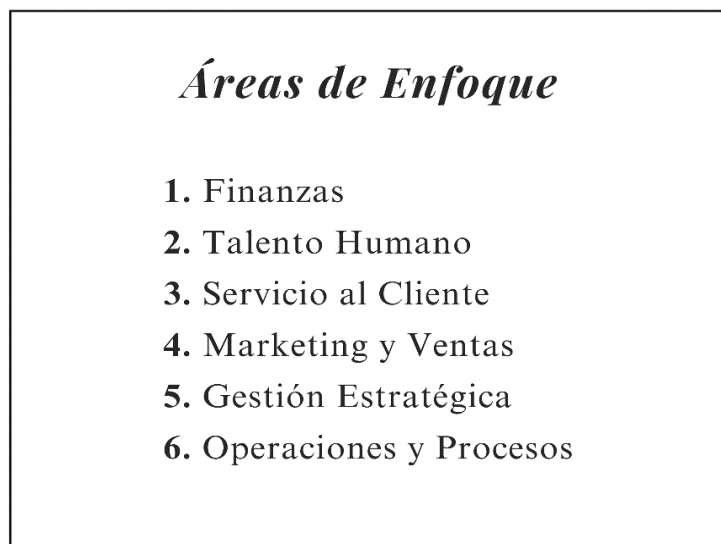 Áreas de Enfoque
1. Finanzas
2. Talento Humano
3. Servicio al Cliente
4. Marketing y Ventas
5. Gestión Estratégica
6. Operaciones y Procesos